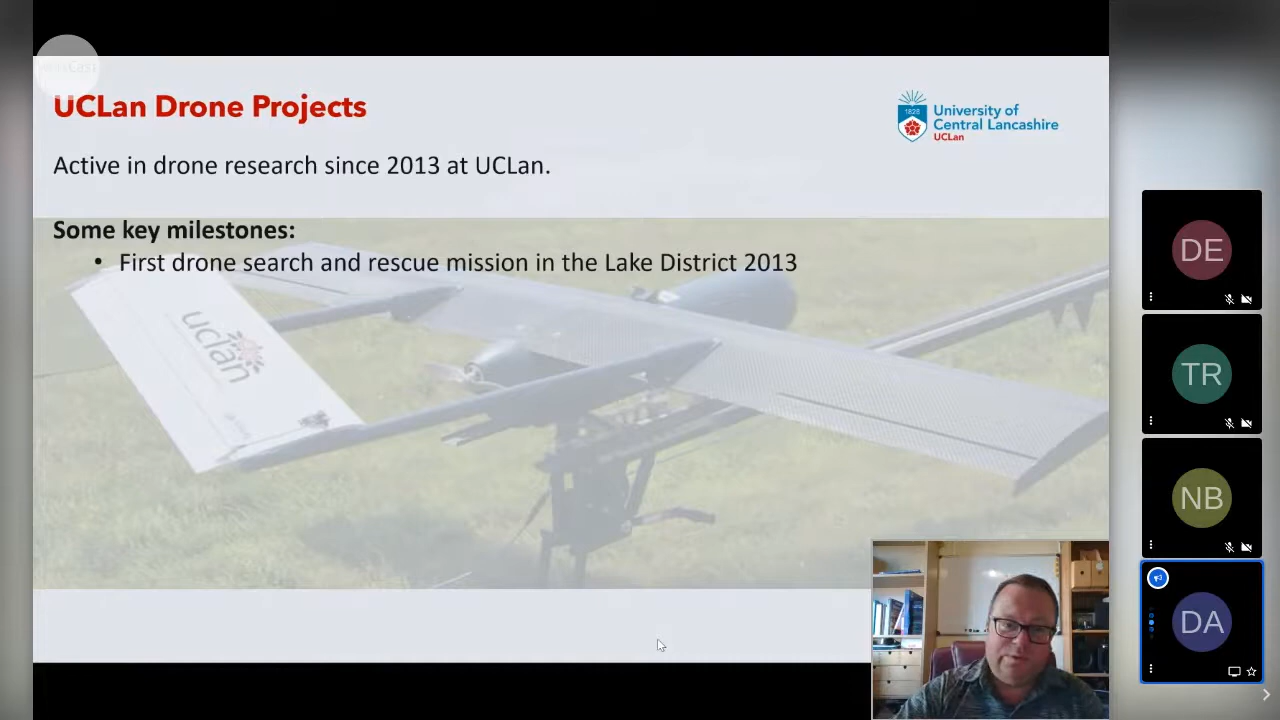 UCLan Drone Projects
1828
University of
Central Lancashire
UCLan
Active in drone research since 2013 at UCLan.
Some key milestones:
• First drone search and rescue mission in the Lake District 2013
uclan
DE
TR
NB
DA